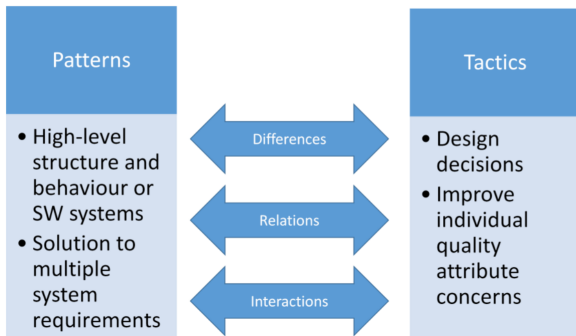 Patterns
• High-level
structure and
behaviour or
SW systems
• Solution to
multiple
system
requirements
Differences
Relations
Interactions
Tactics
• Design
decisions
• Improve
individual
quality
attribute
concerns